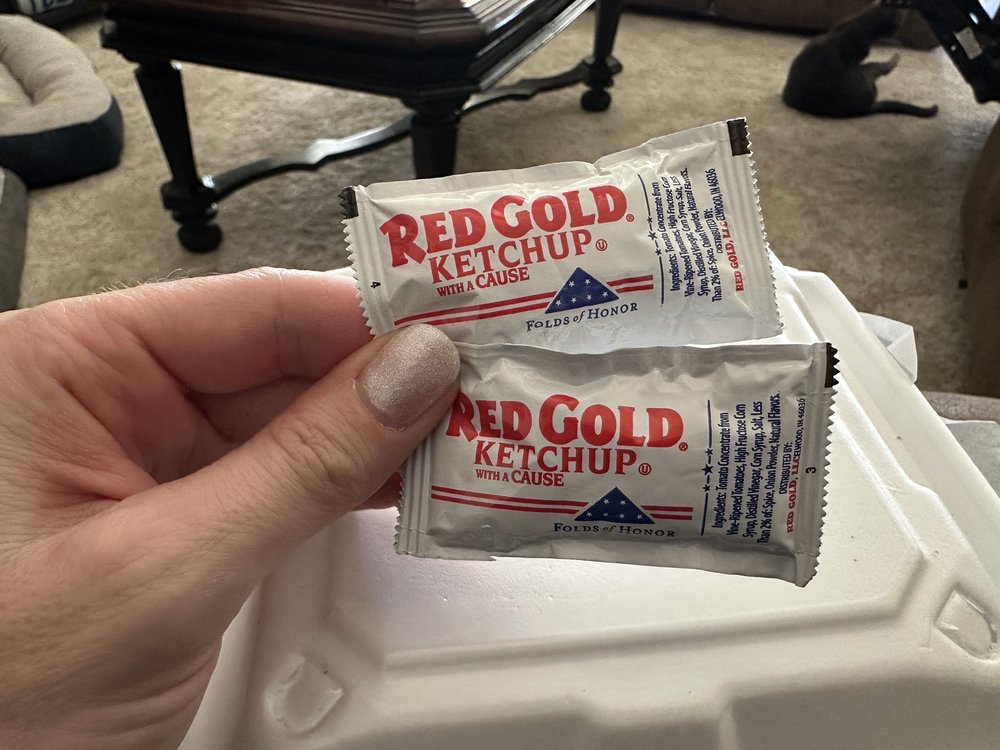 RED GOLD®
KETCHUP Ⓤ
WITH A CAUSE
FOLDS of HONOR
4
Ingredients: Tomato Concentrate from
Vine-Ripened Tomatoes, High Fructose Corn
Syrup, Distilled Vinegar, Corn Syrup, Salt, Less
Than 2% of: Spice, Onion Powder, Natural Flavors.
DISTRIBUTED BY:
RED GOLD, LLC ELWOOD, IN 46036
RED GOLD®
KETCHUP Ⓤ
WITH A CAUSE
FOLDS of HONOR
Ingredients: Tomato Concentrate from
Vine-Ripened Tomatoes, High Fructose Corn
Syrup, Distilled Vinegar, Corn Syrup, Salt, Less
Than 2% of: Spice, Onion Powder, Natural Flavors.
DISTRIBUTED BY:
RED GOLD, LLC ELWOOD, IN 46036
3